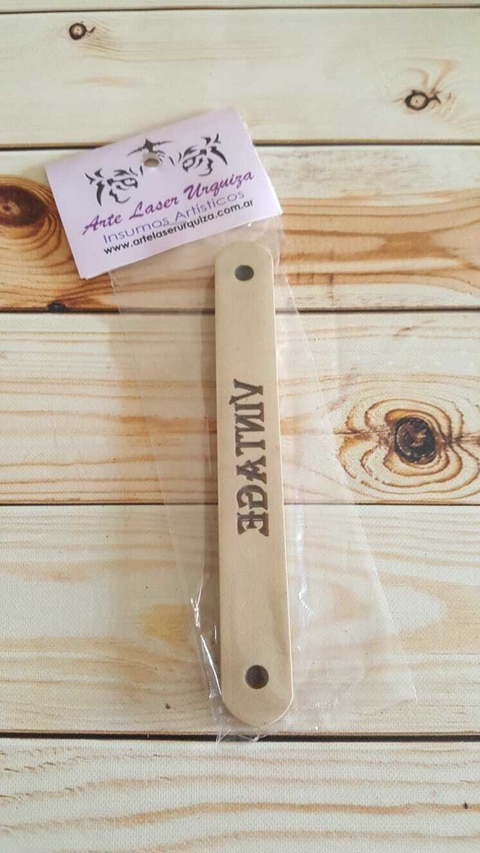 Arte Laser Urquiza
Insumos Artísticos
www.artelaserurquiza.com.ar
VINTAGE